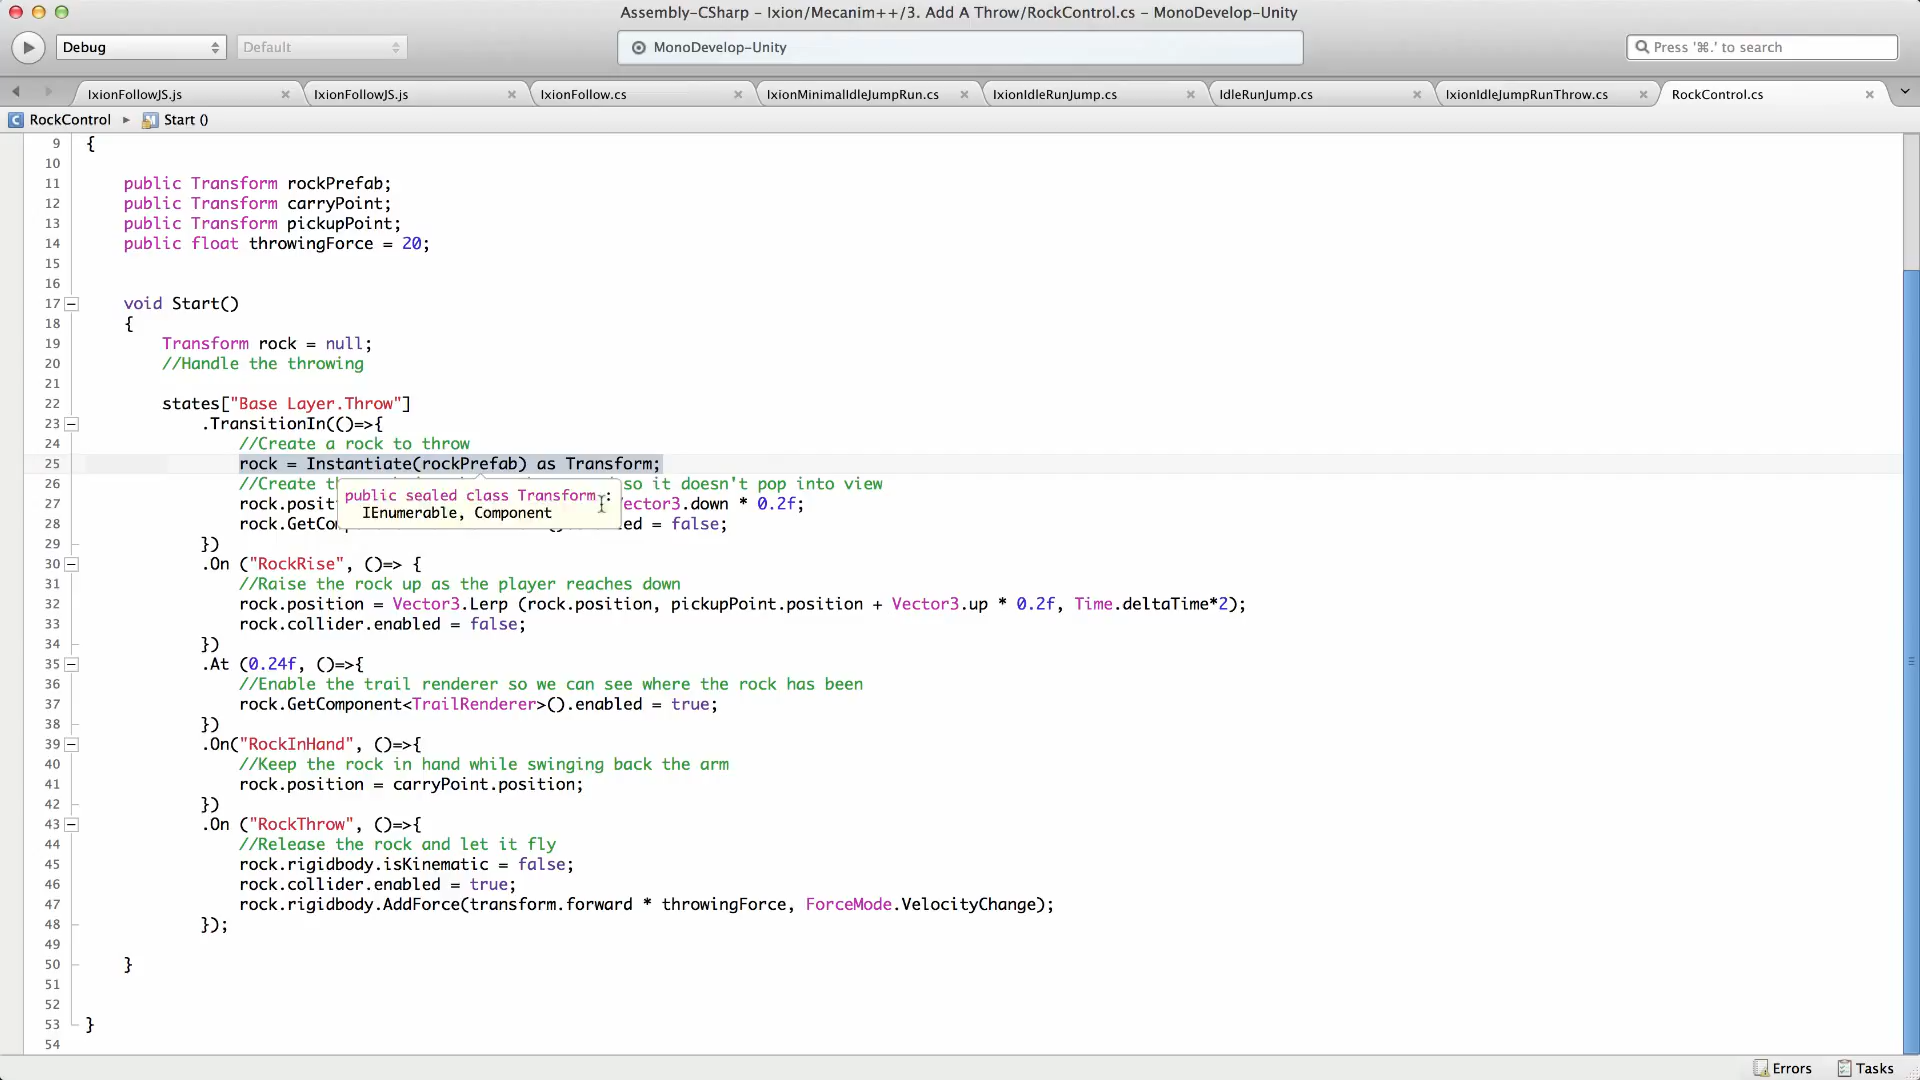 Assembly-CSharp – Ixion/Mecanim++/3. Add A Throw/RockControl.cs – MonoDevelop-Unity
Debug
Default
MonoDevelop-Unity
Press '⌘.' to search
IxionFollowJS.js
IxionFollowJS.js
IxionFollow.cs
IxionMinimalIdleJumpRun.cs
IxionIdleRunJump.cs
IdleRunJump.cs
IxionIdleJumpRunThrow.cs
RockControl.cs
RockControl ▸ Start ()
9 {
10
11 public Transform rockPrefab;
12 public Transform carryPoint;
13 public Transform pickupPoint;
14 public float throwingForce = 20;
15
16
17 void Start()
18 {
19 Transform rock = null;
20 //Handle the throwing
21
22 states["Base Layer.Throw"]
23 .TransitionIn(()=>{
24 //Create a rock to throw
25 rock = Instantiate(rockPrefab) as Transform;
26 //Create th so it doesn't pop into view
public sealed class Transform :
27 rock.posit ector3.down * 0.2f;
IEnumerable, Component
28 rock.GetCo ed = false;
29 })
30 .On ("RockRise", ()=> {
31 //Raise the rock up as the player reaches down
32 rock.position = Vector3.Lerp (rock.position, pickupPoint.position + Vector3.up * 0.2f, Time.deltaTime*2);
33 rock.collider.enabled = false;
34 })
35 .At (0.24f, ()=>{
36 //Enable the trail renderer so we can see where the rock has been
37 rock.GetComponent<TrailRenderer>().enabled = true;
38 })
39 .On("RockInHand", ()=>{
40 //Keep the rock in hand while swinging back the arm
41 rock.position = carryPoint.position;
42 })
43 .On ("RockThrow", ()=>{
44 //Release the rock and let it fly
45 rock.rigidbody.isKinematic = false;
46 rock.collider.enabled = true;
47 rock.rigidbody.AddForce(transform.forward * throwingForce, ForceMode.VelocityChange);
48 });
49
50 }
51
52
53 }
54
Errors
Tasks